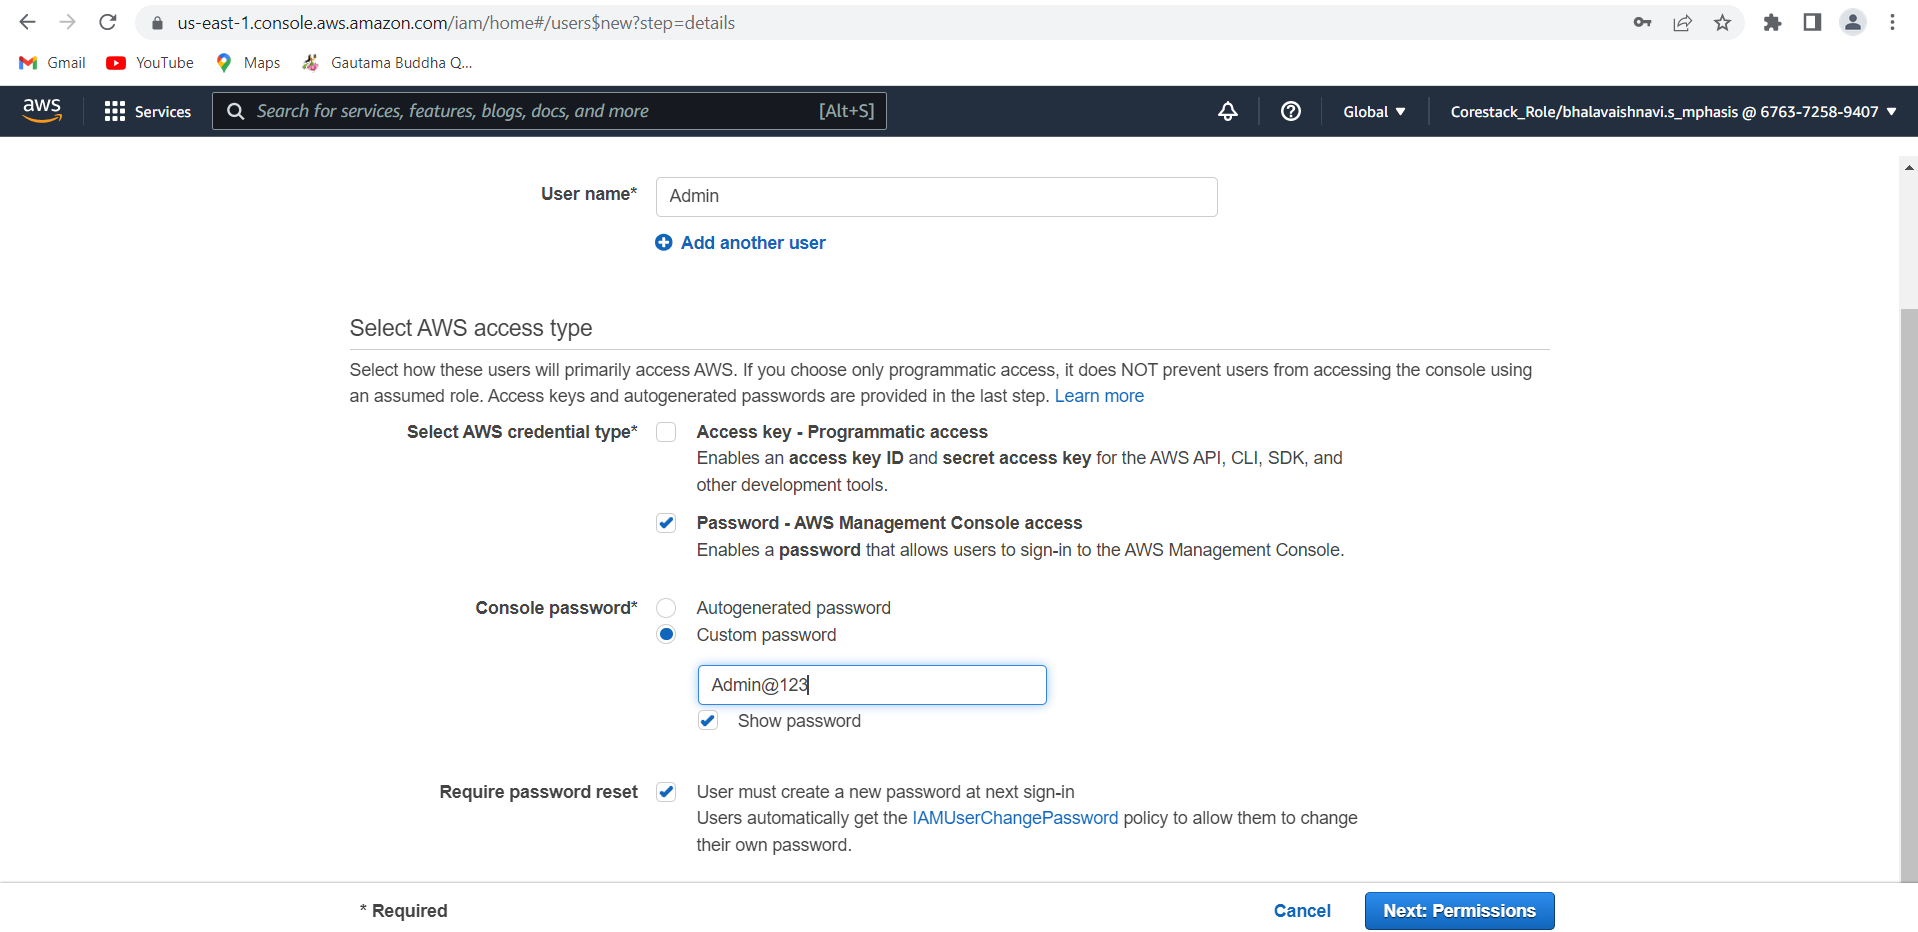 us-east-1.console.aws.amazon.com/iam/home#/users$new?step=details
Gmail YouTube Maps Gautama Buddha Q...
aws Services Search for services, features, blogs, docs, and more [Alt+S] Global ▼ Corestack_Role/bhalavaishnavi.s_mphasis @ 6763-7258-9407 ▼
User name* Admin
Add another user
Select AWS access type
Select how these users will primarily access AWS. If you choose only programmatic access, it does NOT prevent users from accessing the console using
an assumed role. Access keys and autogenerated passwords are provided in the last step. Learn more
Select AWS credential type* Access key - Programmatic access
Enables an access key ID and secret access key for the AWS API, CLI, SDK, and
other development tools.
Password - AWS Management Console access
Enables a password that allows users to sign-in to the AWS Management Console.
Console password* Autogenerated password
Custom password
Admin@123
Show password
Require password reset User must create a new password at next sign-in
Users automatically get the IAMUserChangePassword policy to allow them to change
their own password.
* Required Cancel Next: Permissions